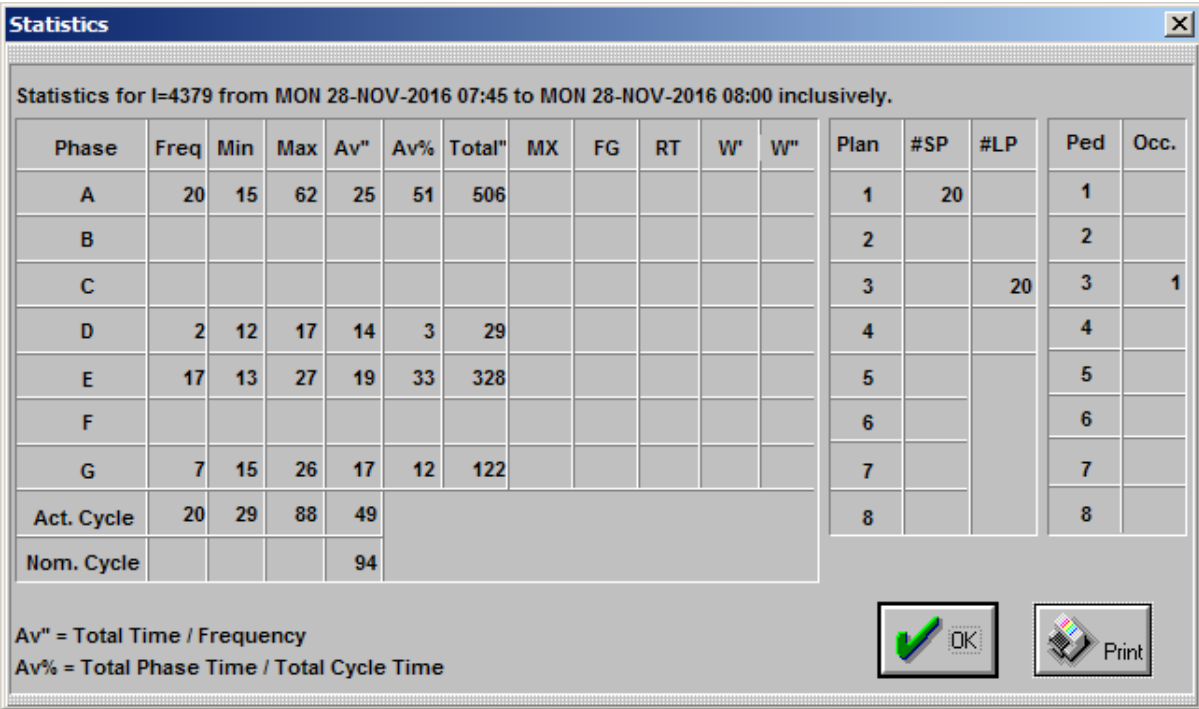 Statistics
Statistics for I=4379 from MON 28-NOV-2016 07:45 to MON 28-NOV-2016 08:00 inclusively.
Phase Freq Min Max Av" Av% Total" MX FG RT W' W" Plan #SP #LP Ped Occ.
A 20 15 62 25 51 506 1 20 1
B 2 2
C 3 20 3 1
D 2 12 17 14 3 29 4 4
E 17 13 27 19 33 328 5 5
F 6 6
G 7 15 26 17 12 122 7 7
Act. Cycle 20 29 88 49 8 8
Nom. Cycle 94
Av" = Total Time / Frequency
Av% = Total Phase Time / Total Cycle Time
OK
Print